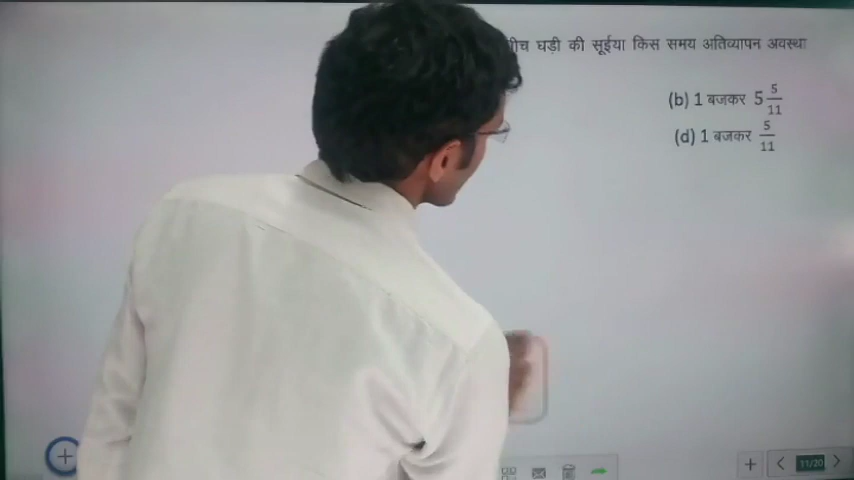 घड़ी की सूईया किस समय अतिव्यापन अवस्था
(b) 1 बजकर 5 5/11
(d) 1 बजकर 5/11
11/20